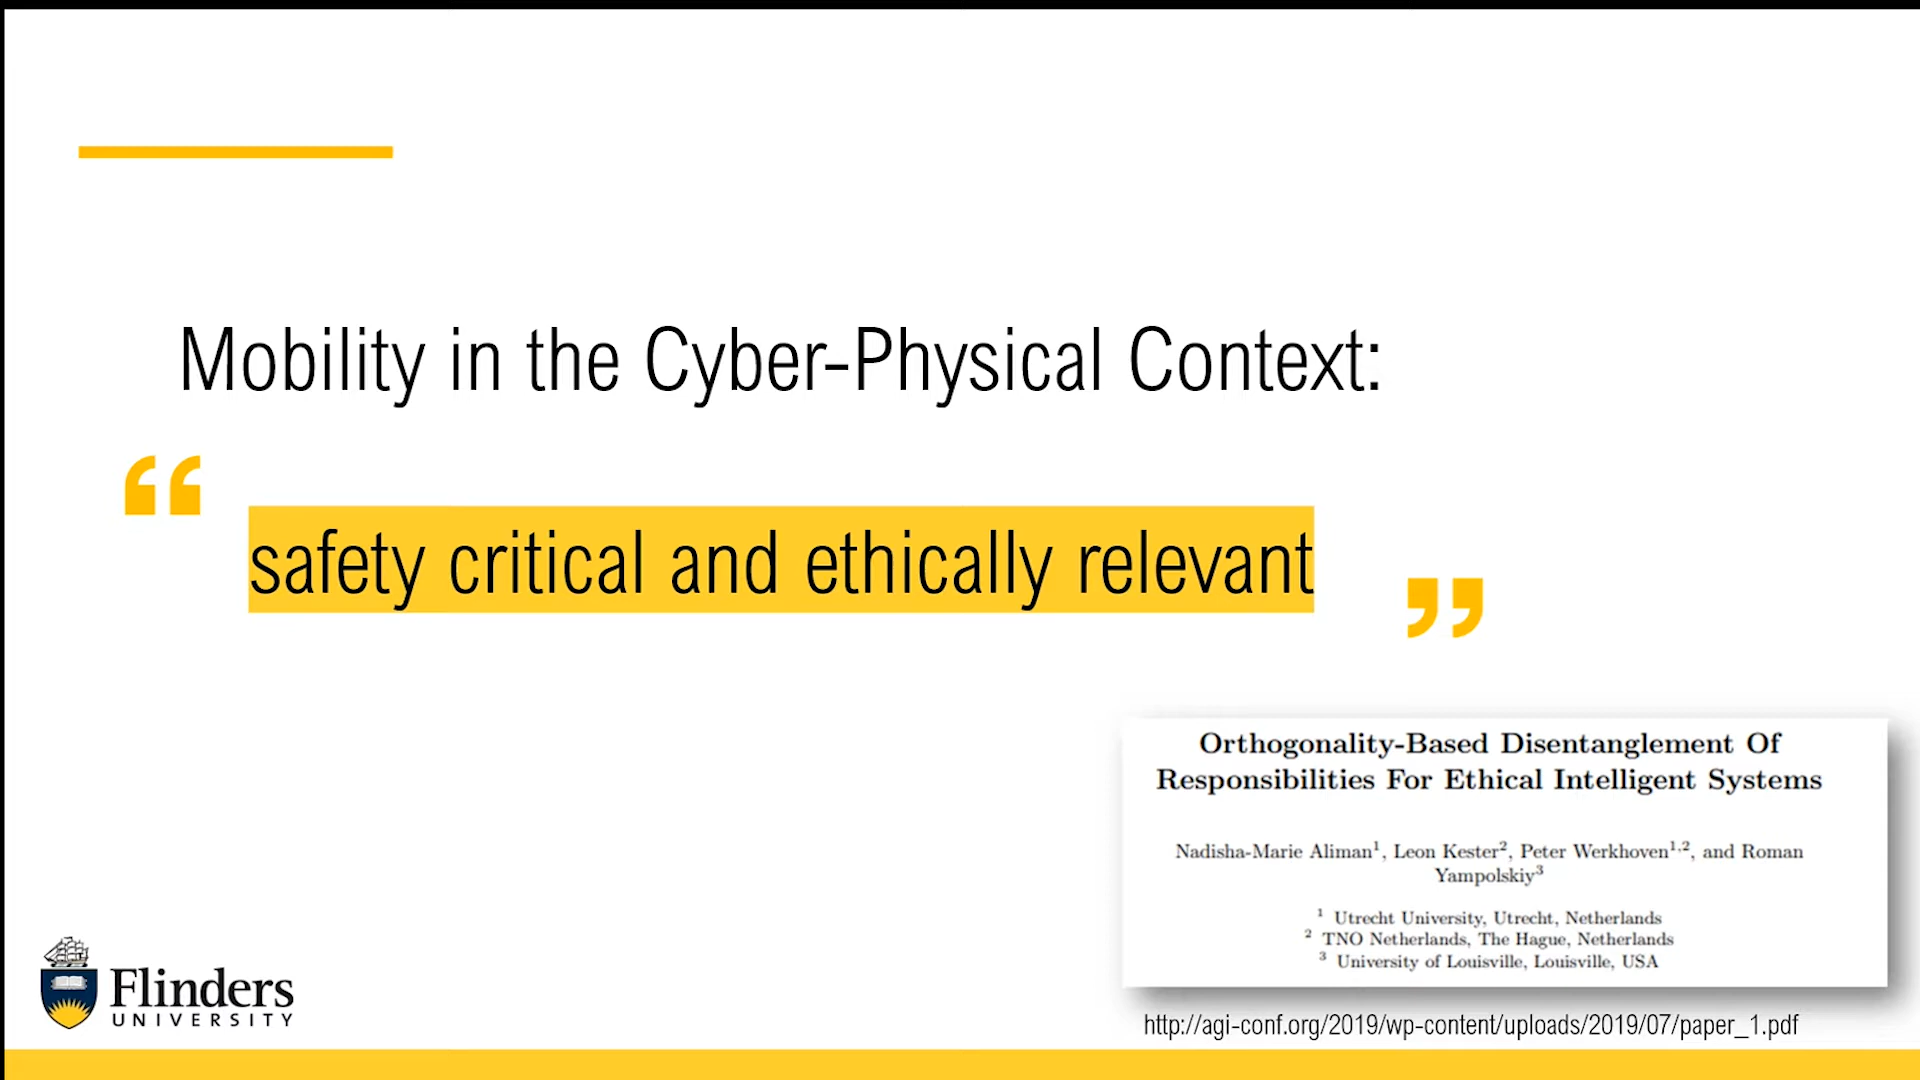 Mobility in the Cyber-Physical Context:
“
safety critical and ethically relevant
”
Orthogonality-Based Disentanglement Of
Responsibilities For Ethical Intelligent Systems
Nadisha-Marie Aliman¹, Leon Kester², Peter Werkhoven¹·², and Roman
Yampolskiy³
¹ Utrecht University, Utrecht, Netherlands
² TNO Netherlands, The Hague, Netherlands
³ University of Louisville, Louisville, USA
http://agi-conf.org/2019/wp-content/uploads/2019/07/paper_1.pdf
Flinders
UNIVERSITY